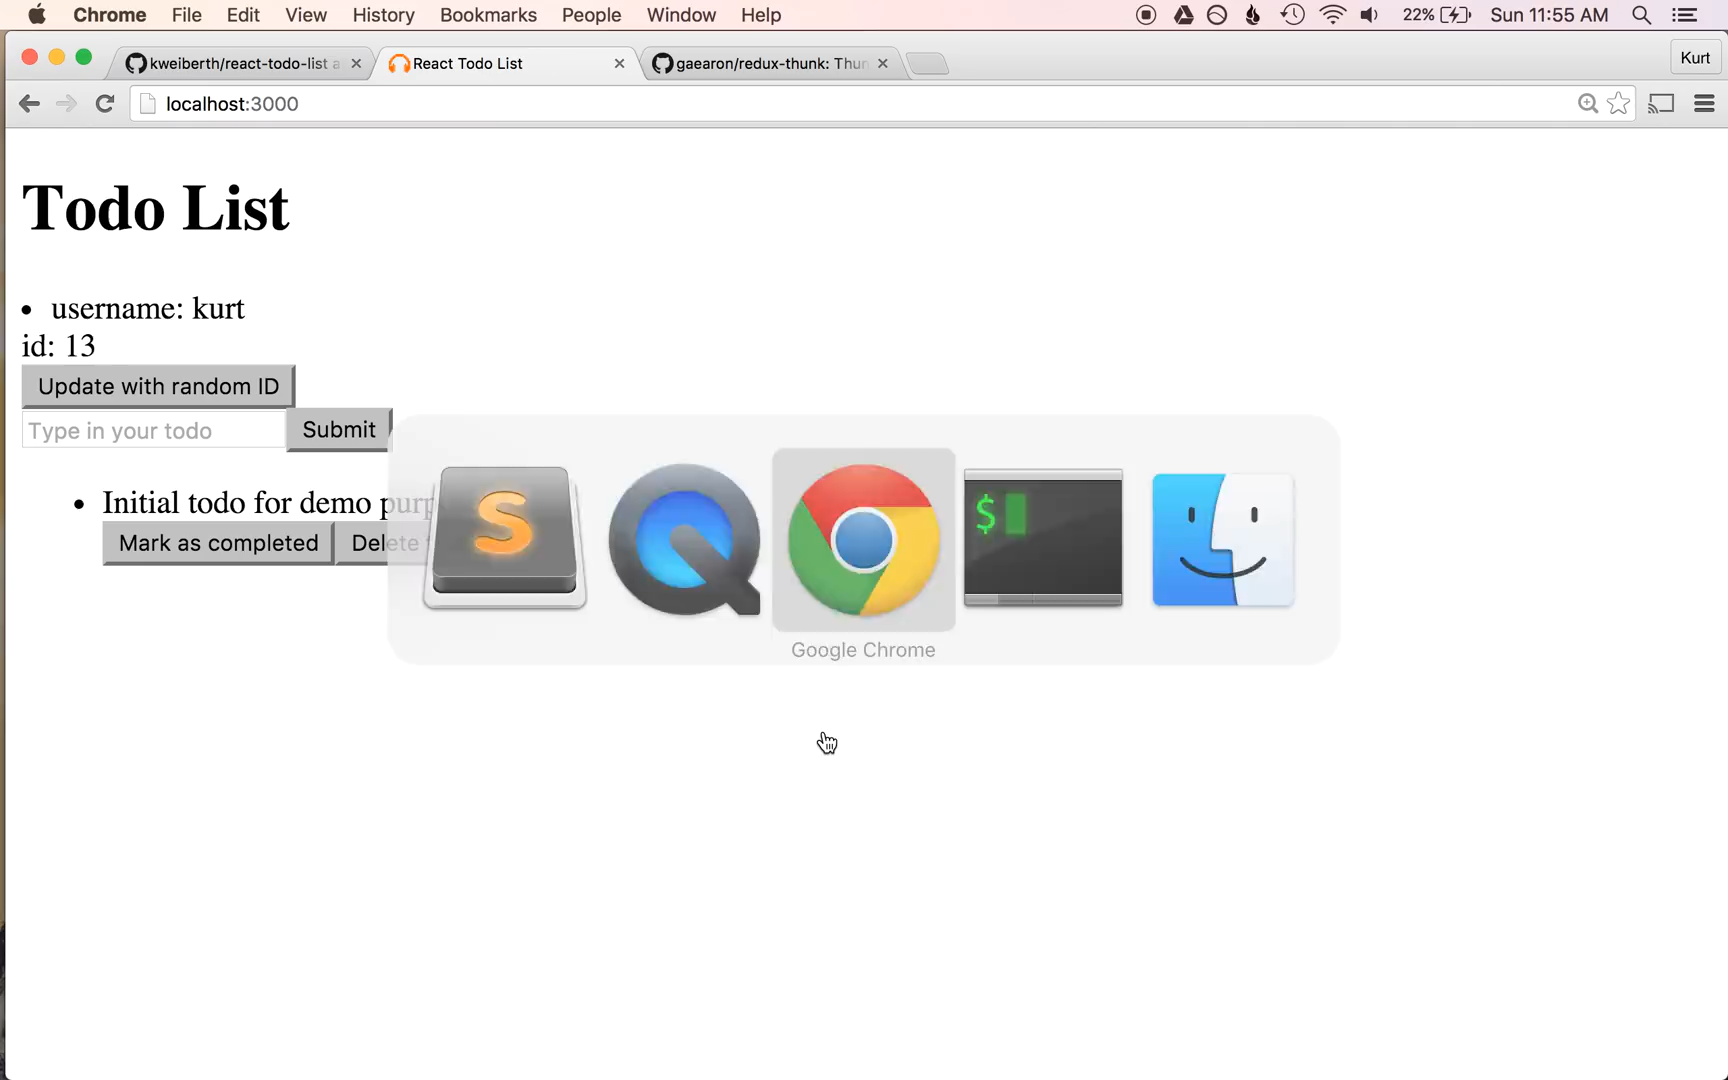 Chrome File Edit View History Bookmarks People Window Help 22% Sun 11:55 AM
kweiberth/react-todo-list a React Todo List gaearon/redux-thunk: Thun Kurt
localhost:3000
Todo List
• username: kurt
id: 13
Update with random ID
Type in your todo Submit
• Initial todo for demo purp
Mark as completed Delete
S $
Google Chrome